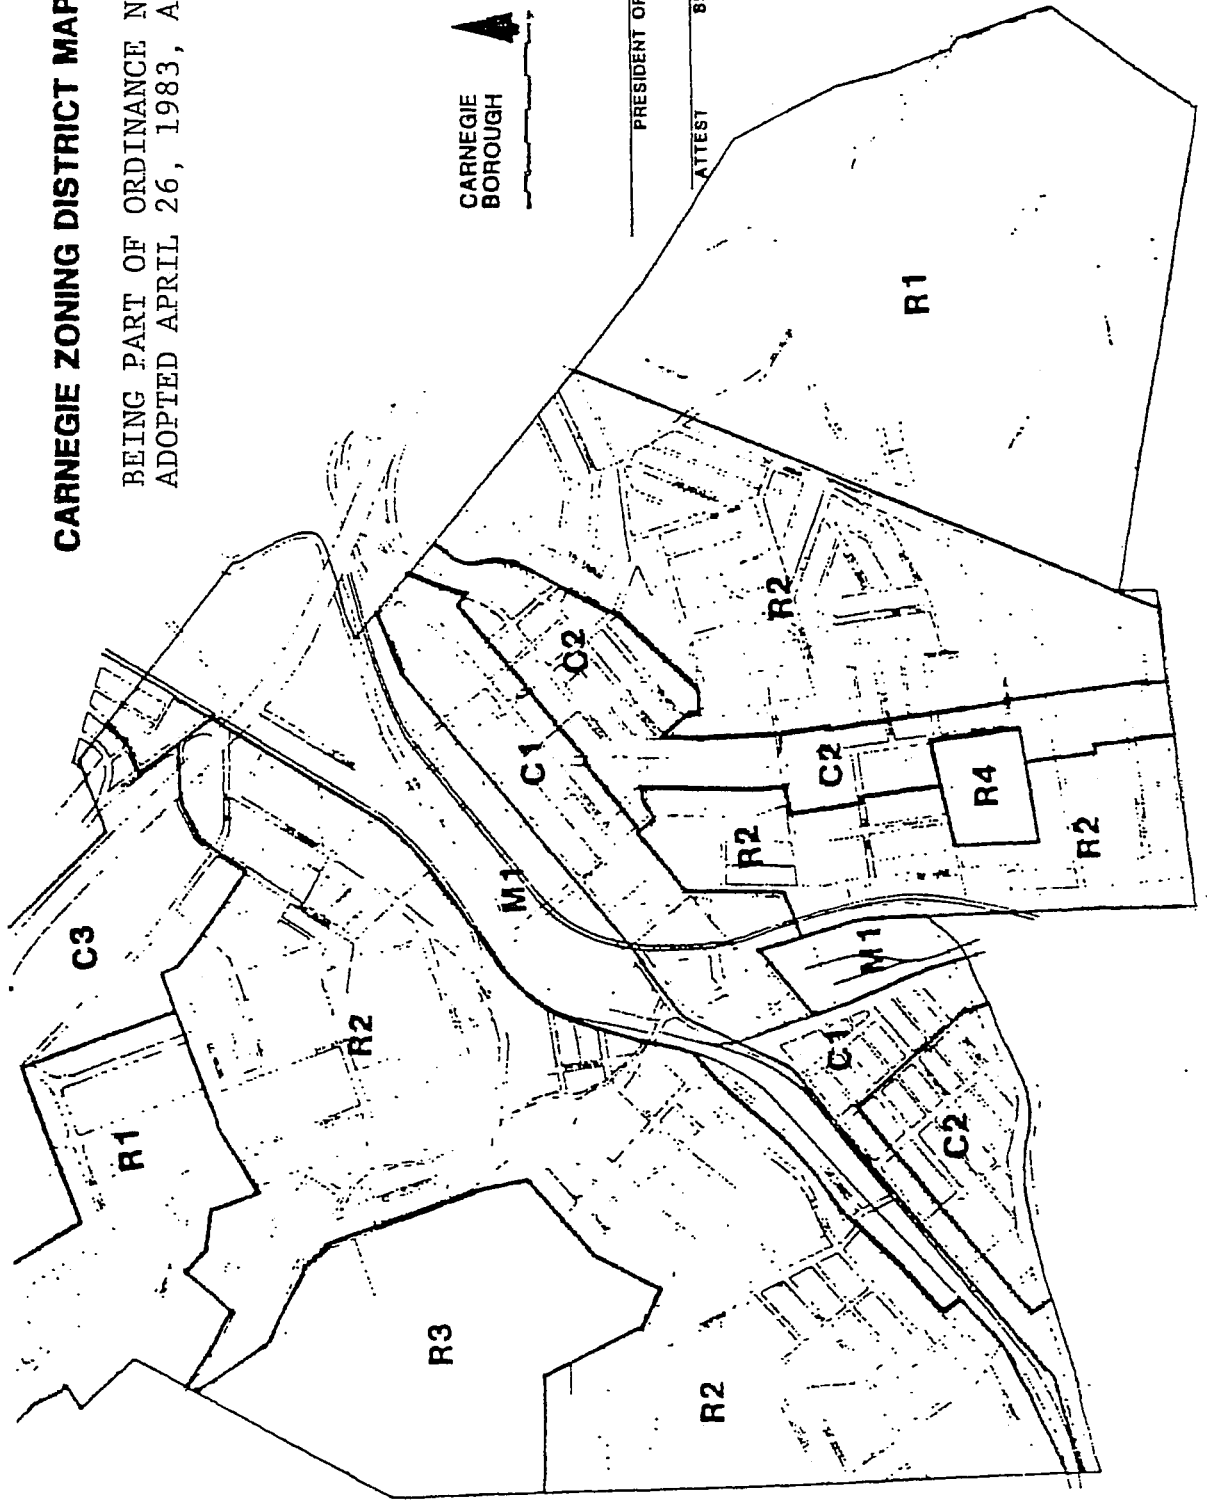 CARNEGIE ZONING DISTRICT MAP
BEING PART OF ORDINANCE N
ADOPTED APRIL 26, 1983, A
CARNEGIE
BOROUGH
PRESIDENT OF
ATTEST
R1
C3
R1
R2
R3
R2
M1
C1
C2
R2
C2
R4
R2
R2
M1
C1
C2